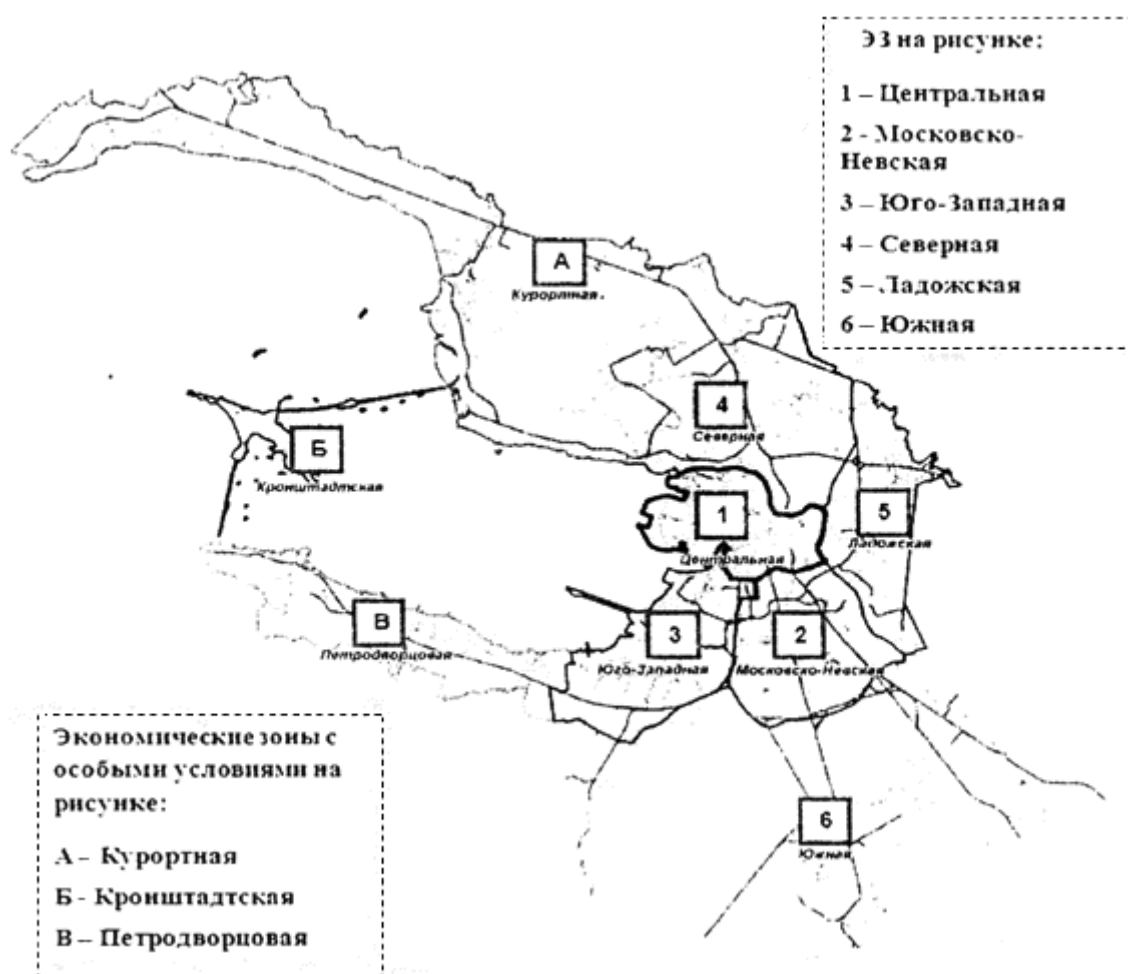 ЭЗ на рисунке:
1 – Центральная
2 - Московско-
Невская
3 – Юго-Западная
4 – Северная
5 – Ладожская
6 – Южная
А
Курортная
4
Северная
Б
Кронштадтская
1
Центральная
5
Ладожская
В
Петродворцовая
3
Юго-Западная
2
Московско-Невская
6
Южная
Экономические зоны с
особыми условиями на
рисунке:
А – Курортная
Б - Кронштадтская
В – Петродворцовая